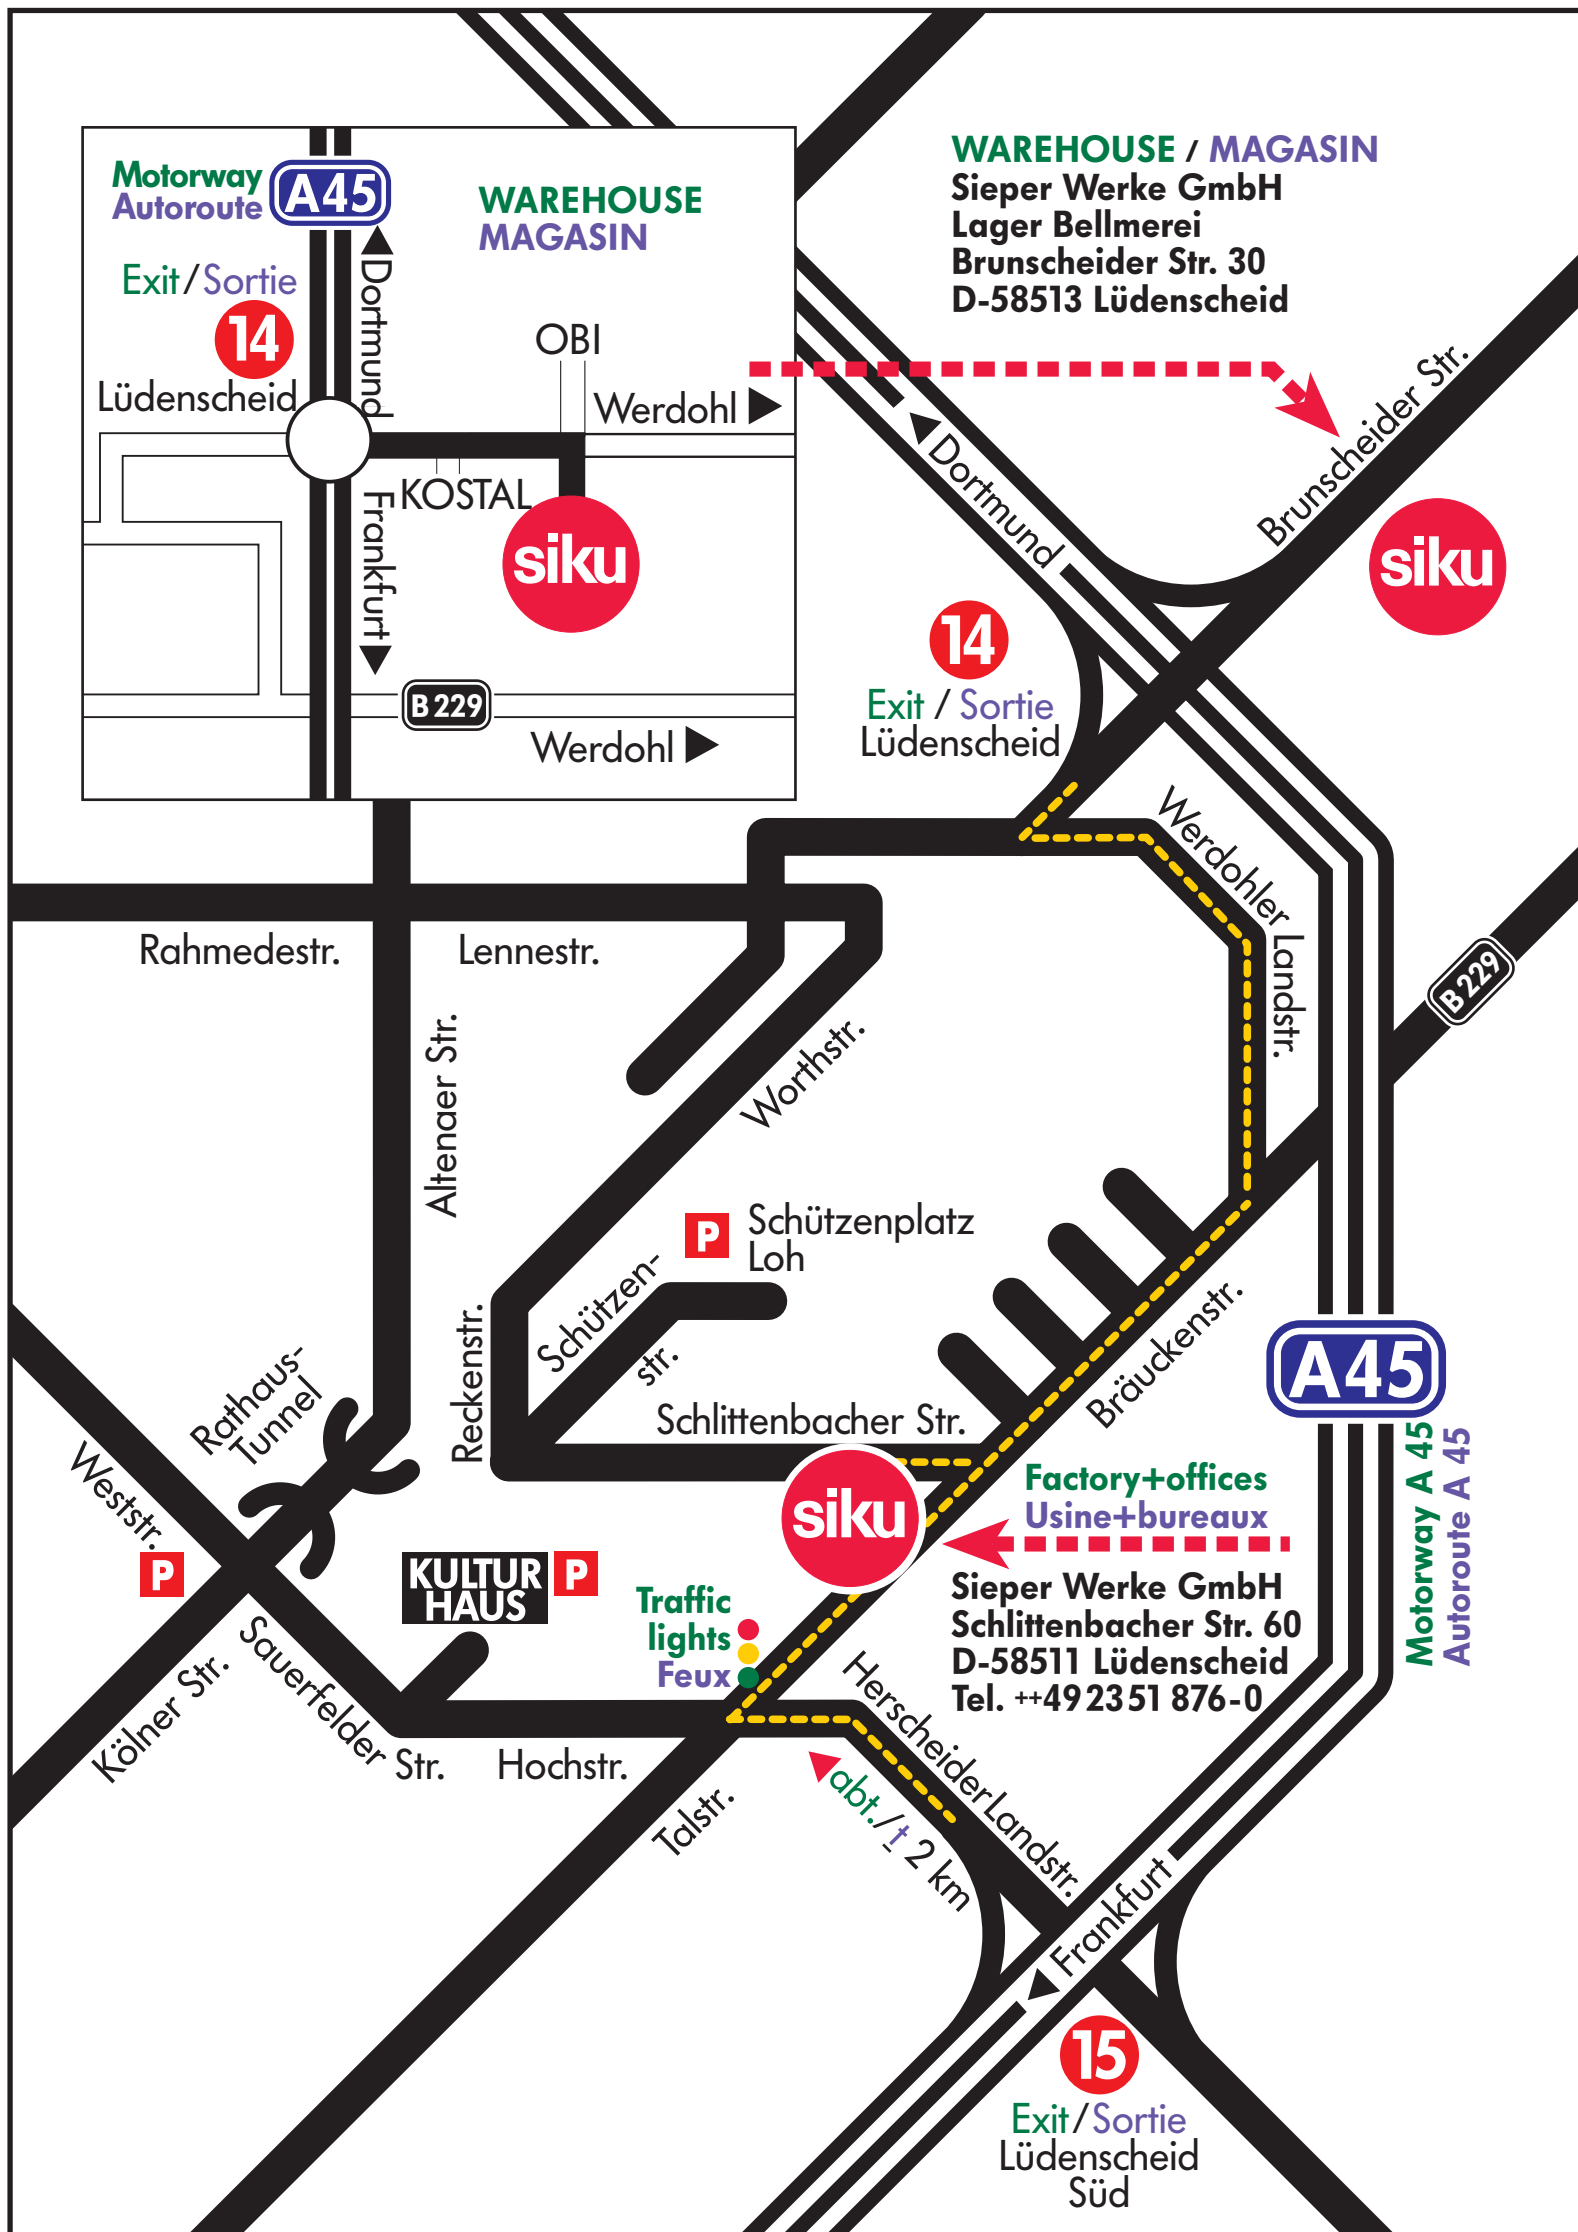 Motorway
Autoroute
A45
Exit/Sortie
14
Lüdenscheid
Dortmund
WAREHOUSE
MAGASIN
OBI
Werdohl
KOSTAL
Frankfurt
siku
B 229
Werdohl
WAREHOUSE / MAGASIN
Sieper Werke GmbH
Lager Bellmerei
Brunscheider Str. 30
D-58513 Lüdenscheid
Dortmund
Brunscheider Str.
siku
14
Exit / Sortie
Lüdenscheid
Werdohler Landstr.
B 229
Rahmedestr.
Lennestr.
Altenaer Str.
Worthstr.
P
Schützenplatz
Loh
Schützen-
str.
Reckenstr.
Schlittenbacher Str.
Bräuckenstr.
A45
Motorway A 45
Autoroute A 45
Rathaus-
Tunnel
Weststr.
P
KULTUR
HAUS
P
siku
Factory+offices
Usine+bureaux
Sieper Werke GmbH
Schlittenbacher Str. 60
D-58511 Lüdenscheid
Tel. ++492351 876-0
Traffic
lights
Feux
Kölner Str.
Sauerfelder Str.
Hochstr.
Talstr.
Herscheider Landstr.
abt./± 2 km
Frankfurt
15
Exit/Sortie
Lüdenscheid
Süd